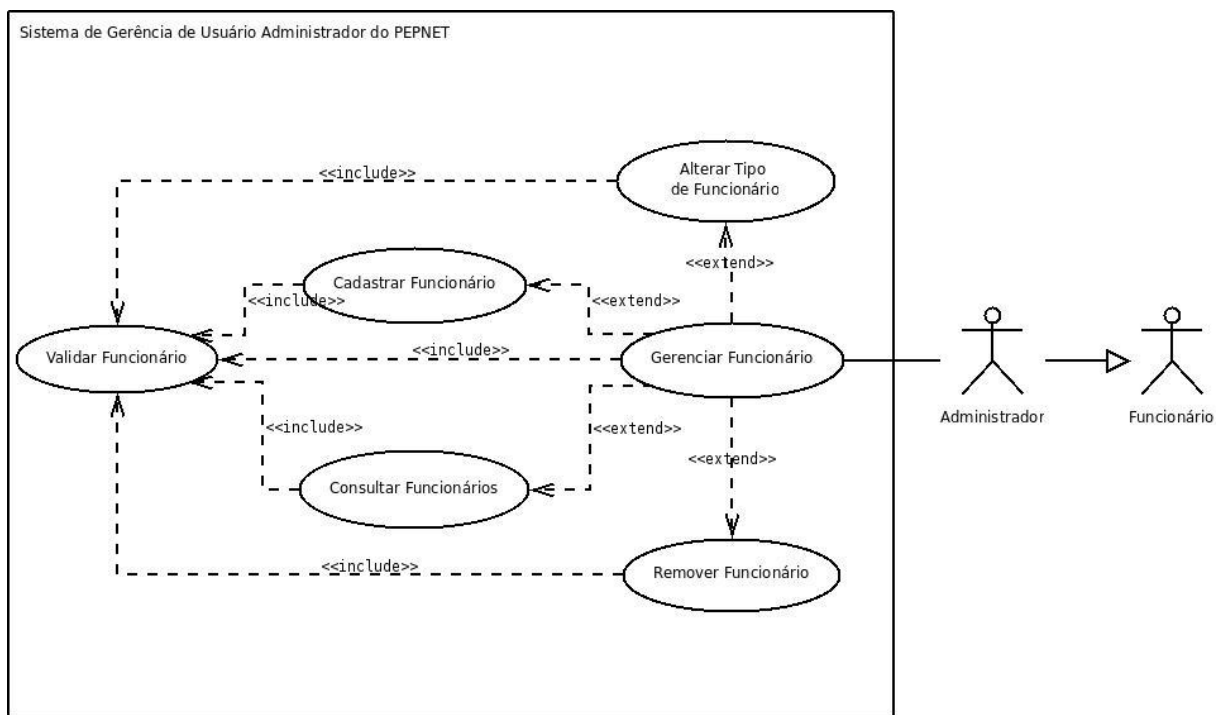 Sistema de Gerência de Usuário Administrador do PEPNET
<<include>>
Alterar Tipo
de Funcionário
<<extend>>
Cadastrar Funcionário
<<include>>
<<extend>>
Validar Funcionário
<<include>>
Gerenciar Funcionário
Administrador
Funcionário
<<include>>
<<extend>>
<<extend>>
Consultar Funcionários
<<include>>
Remover Funcionário